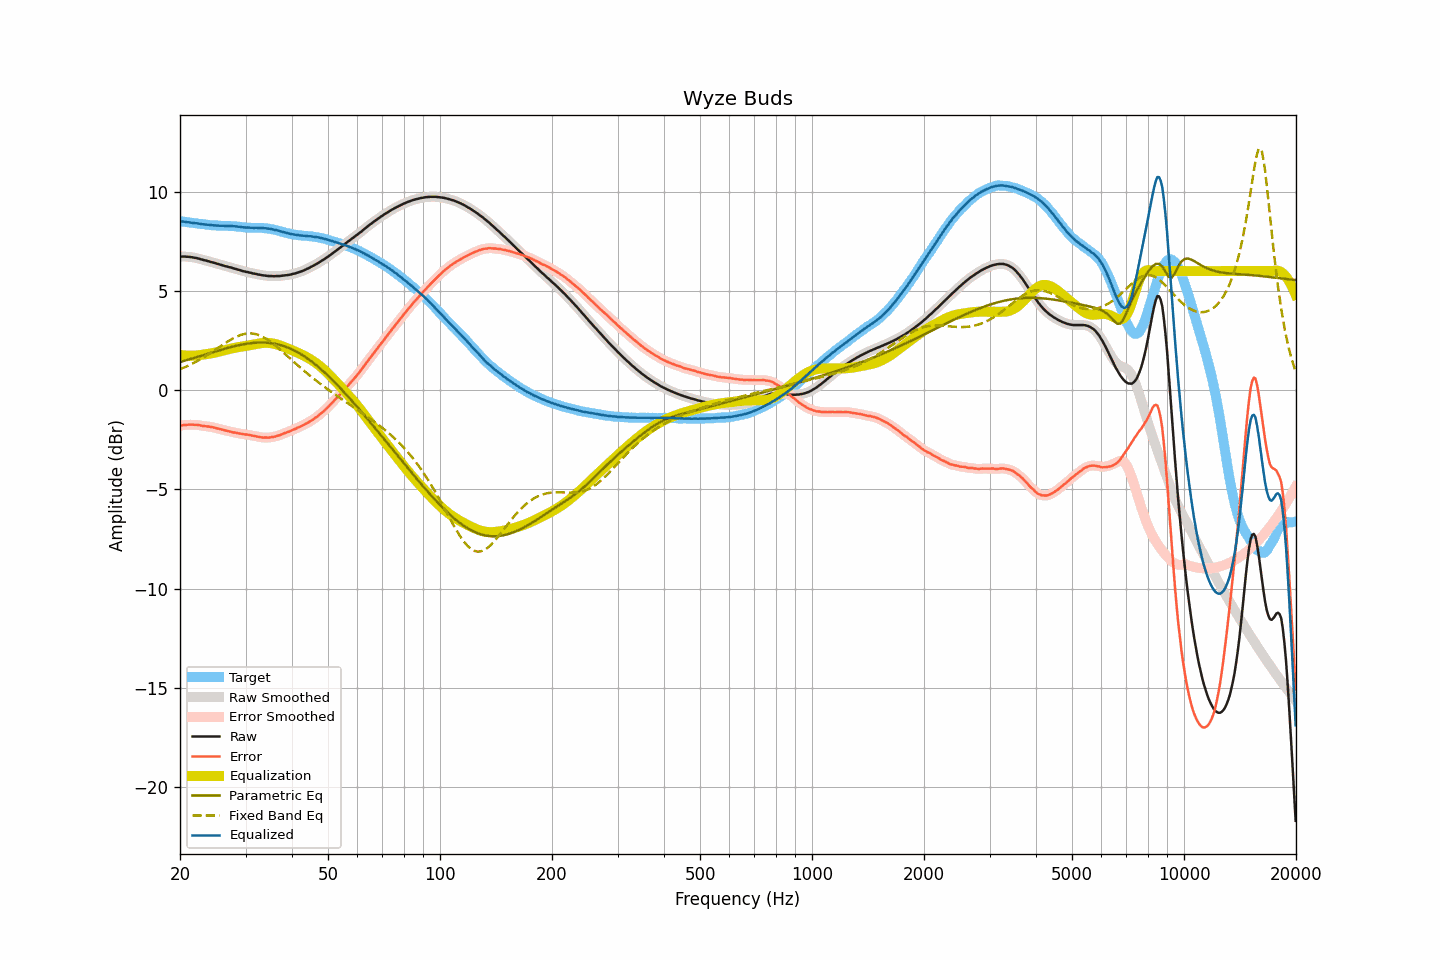 Wyze Buds
Amplitude (dBr)
10
5
0
−5
−10
−15
−20
Target
Raw Smoothed
Error Smoothed
Raw
Error
Equalization
Parametric Eq
Fixed Band Eq
Equalized
20 50 100 200 500 1000 2000 5000 10000 20000
Frequency (Hz)